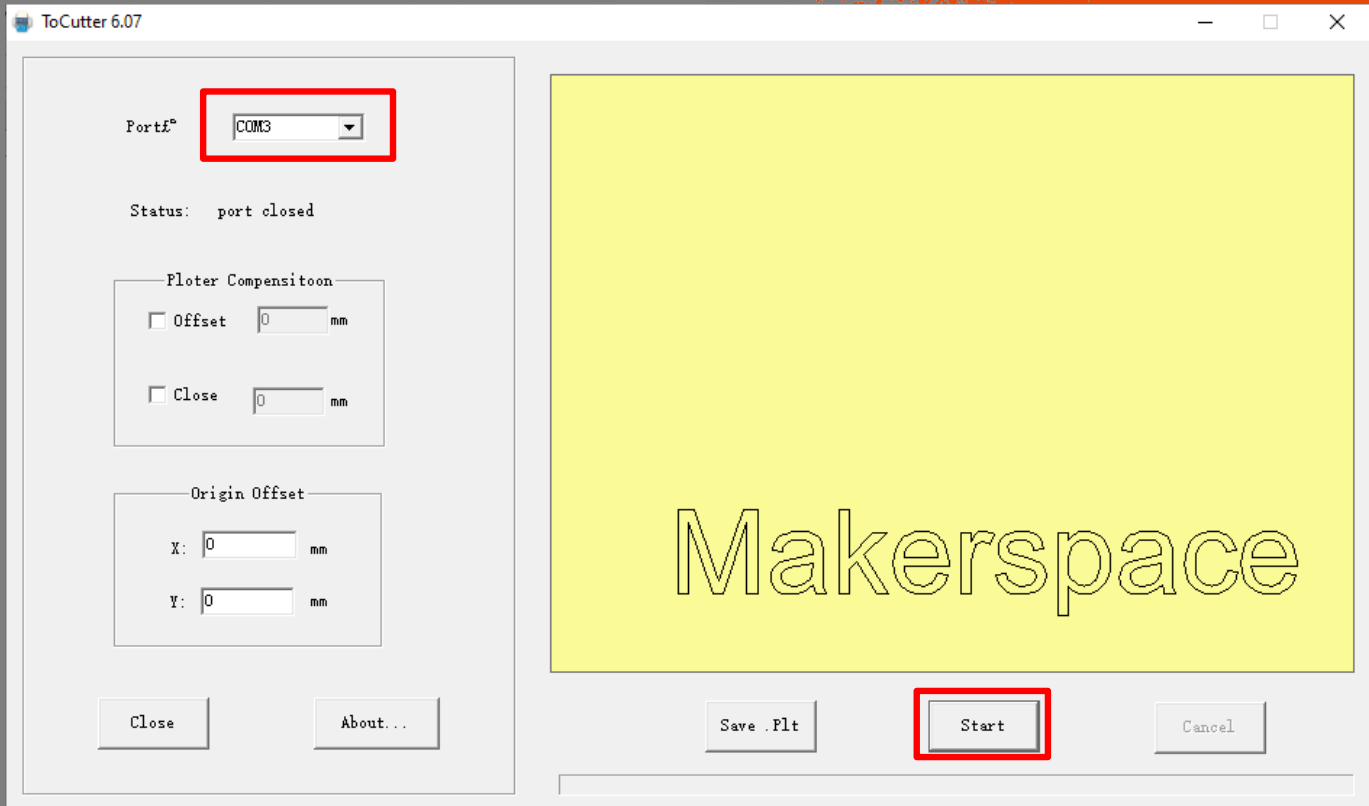 ToCutter 6.07
Port£º COM3
Status: port closed
Ploter Compensitoon
Offset 0 mm
Close 0 mm
Origin Offset
X: 0 mm
Y: 0 mm
Close About...
Makerspace
Save .Plt Start Cancel